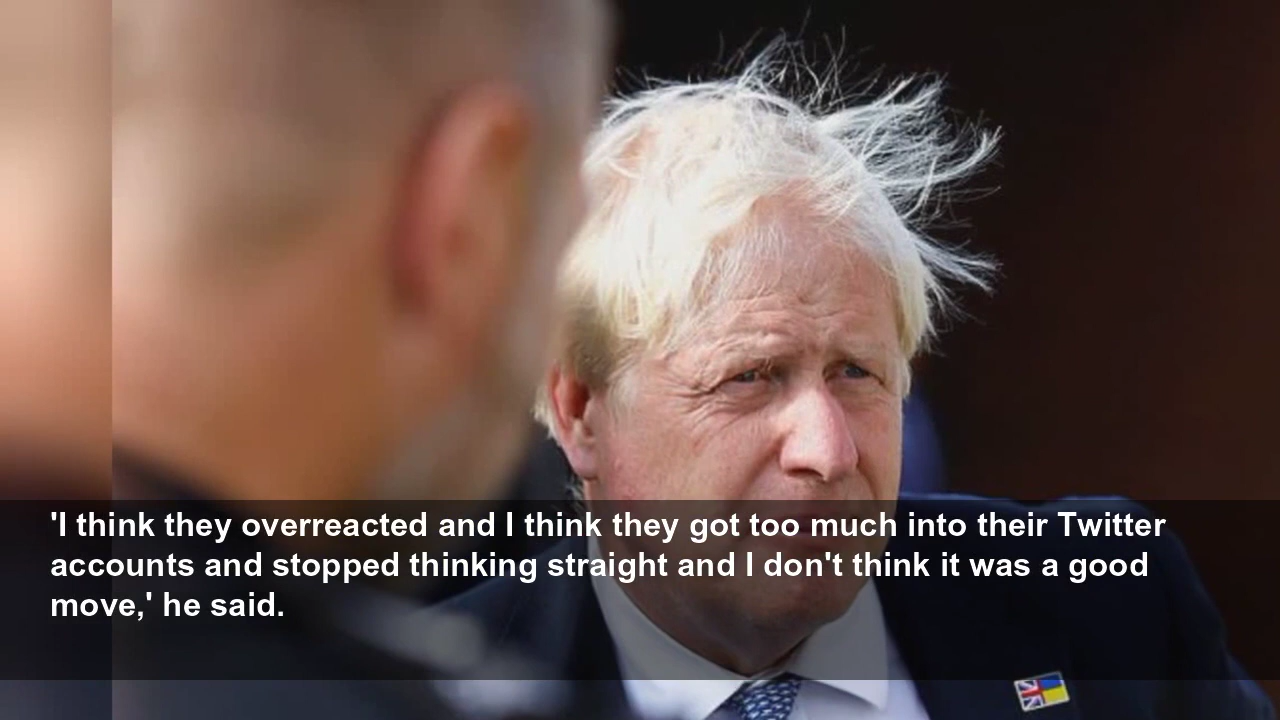 'I think they overreacted and I think they got too much into their Twitter
accounts and stopped thinking straight and I don't think it was a good
move,' he said.